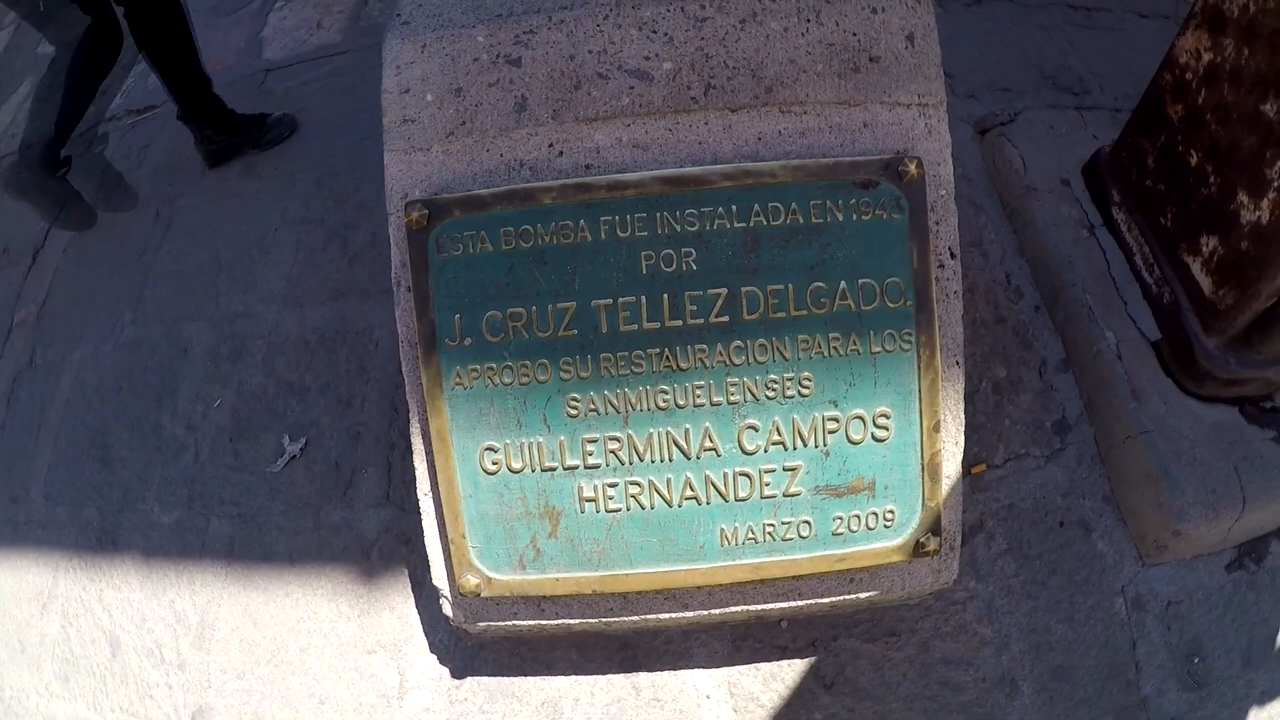 ESTA BOMBA FUE INSTALADA EN
POR
J. CRUZ TELLEZ DELGADO.
APROBO SU RESTAURACION PARA LOS
SANMIGUELENSES
GUILLERMINA CAMPOS
HERNANDEZ
MARZO 2009